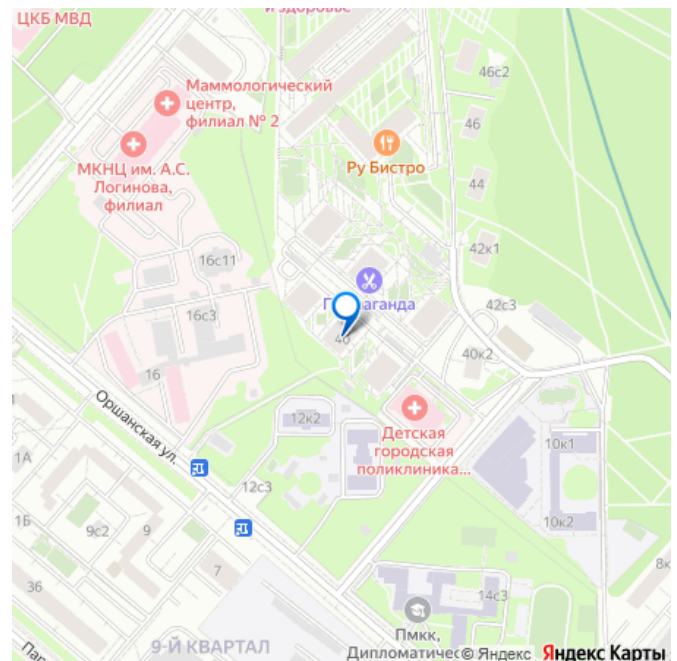 ЦКБ МВД
и здоровье
46с2
Маммологический
центр,
филиал № 2
46
Ру Бистро
МКНЦ им. А.С.
Логинова,
филиал
44
42к1
16с11
42с3
16с3
40
40к2
16
Оршанская ул.
12к2
Детская
городская
поликлиника...
10к1
1А
12с3
1Б
9с2
9
10к2
7
8к
36
14с3
9-Й КВАРТАЛ
Пмкк,
Дипломатичес
© Яндекс Яндекс Карты